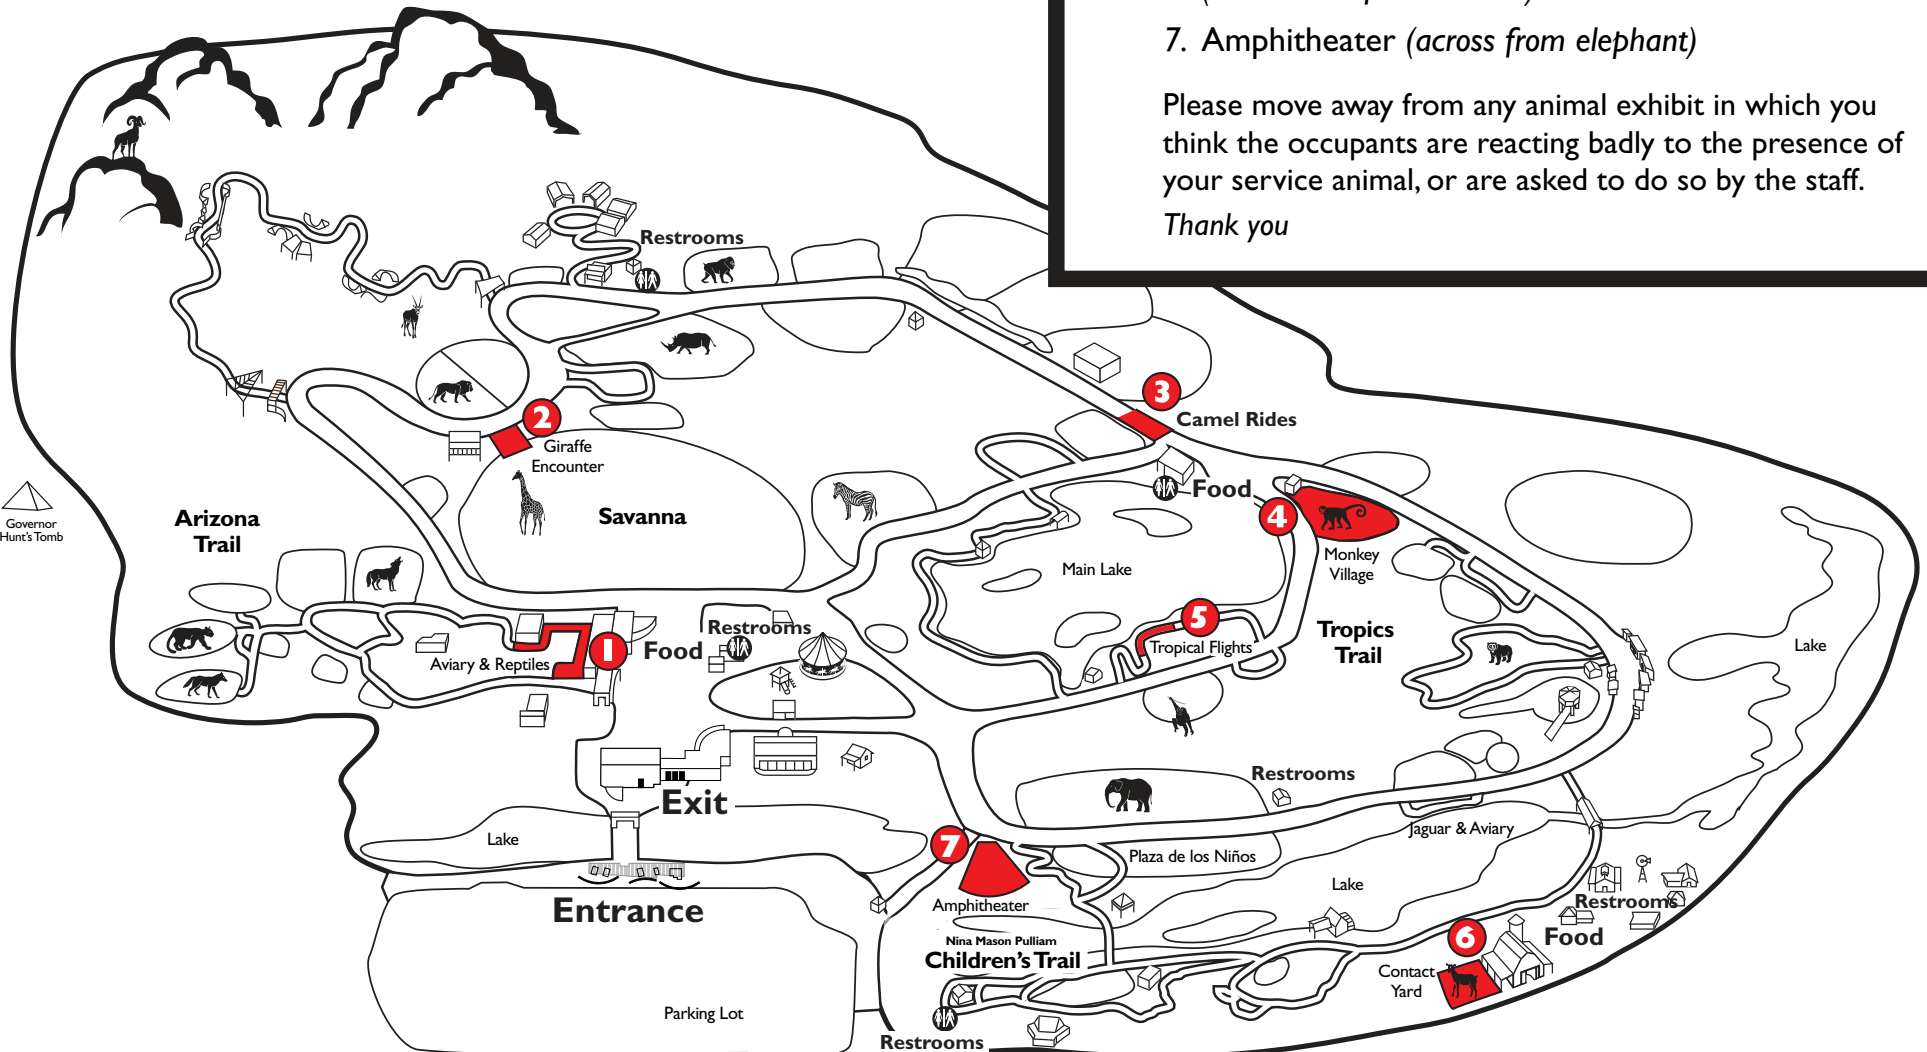 7. Amphitheater (across from elephant)
Please move away from any animal exhibit in which you
think the occupants are reacting badly to the presence of
your service animal, or are asked to do so by the staff.
Thank you
Restrooms
3
Camel Rides
2
Giraffe
Encounter
Savanna
Food
4
Monkey
Village
Governor
Hunt's Tomb
Arizona
Trail
Main Lake
5
Tropical Flights
Tropics
Trail
Lake
Restrooms
1
Food
Aviary & Reptiles
Restrooms
Exit
Lake
7
Jaguar & Aviary
Plaza de los Niños
Lake
Entrance
Amphitheater
Restrooms
Food
6
Contact
Yard
Nina Mason Pulliam
Children's Trail
Parking Lot
Restrooms